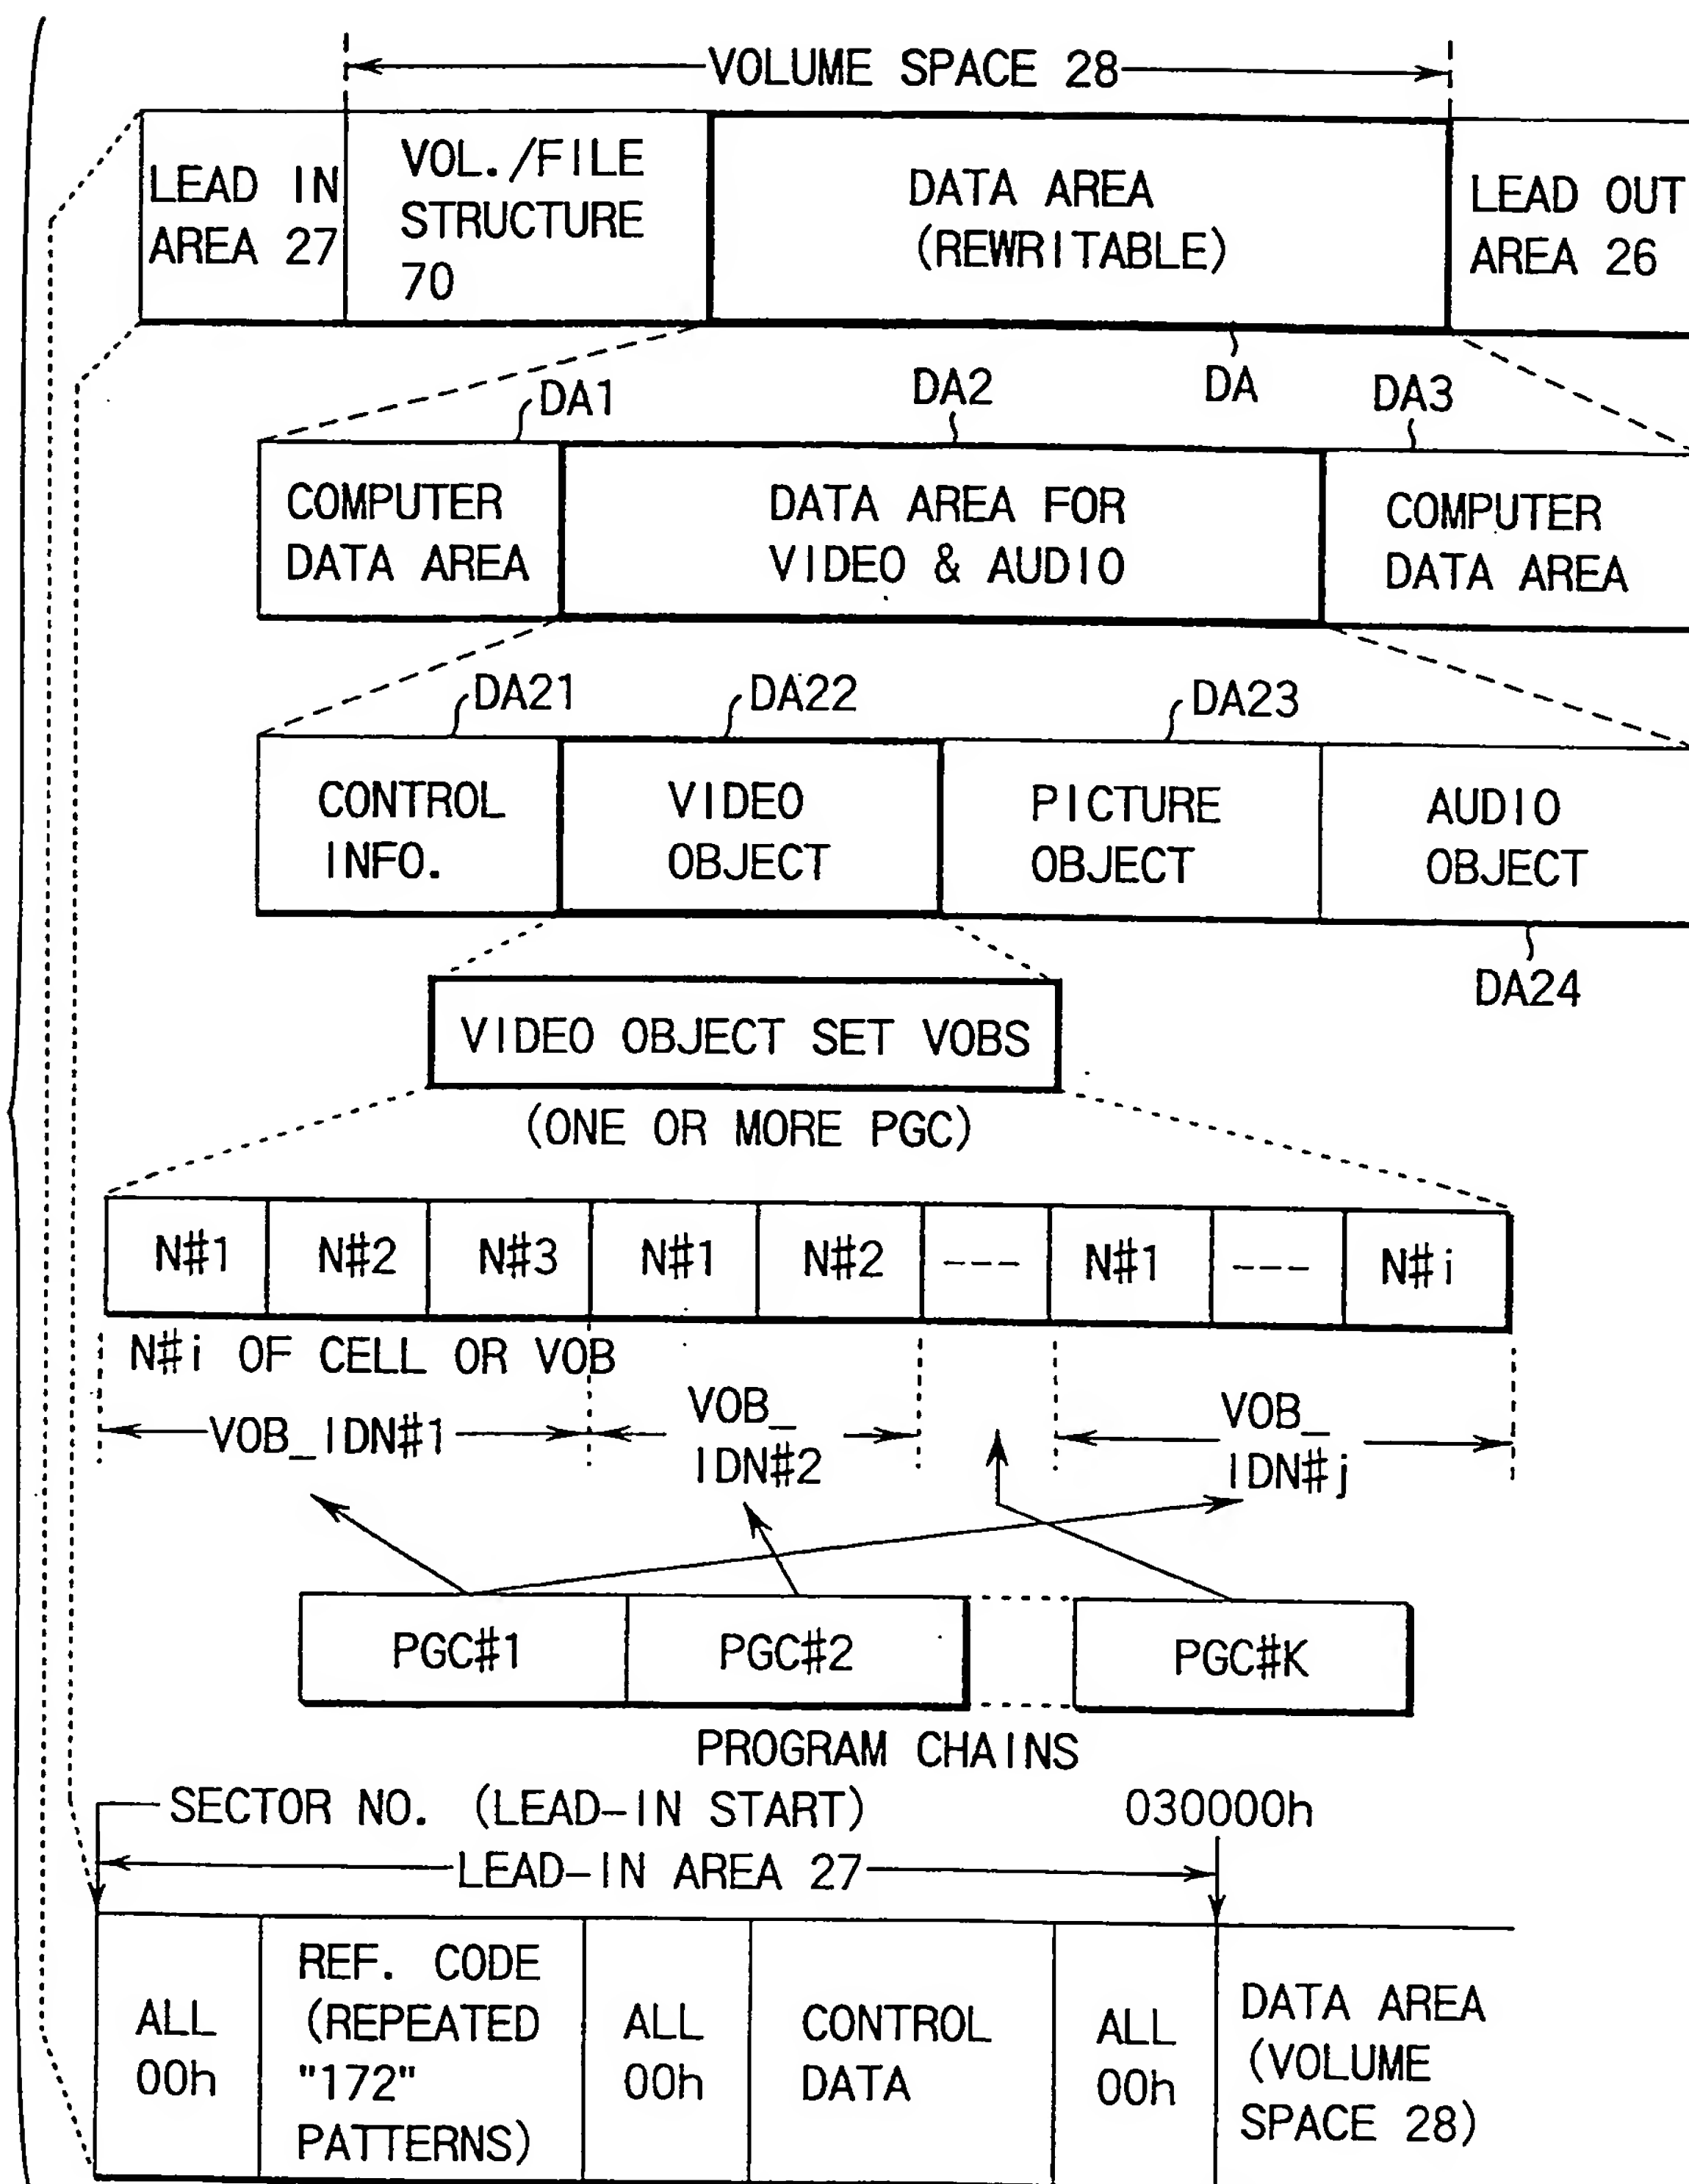 VOLUME SPACE 28
LEAD IN
AREA 27
VOL./FILE
STRUCTURE
70
DATA AREA
(REWRITABLE)
LEAD OUT
AREA 26
DA1
DA2
DA
DA3
COMPUTER
DATA AREA
DATA AREA FOR
VIDEO & AUDIO
COMPUTER
DATA AREA
DA21
DA22
DA23
CONTROL
INFO.
VIDEO
OBJECT
PICTURE
OBJECT
AUDIO
OBJECT
DA24
VIDEO OBJECT SET VOBS
(ONE OR MORE PGC)
N#1 N#2 N#3 N#1 N#2 --- N#1 --- N#i
N#i OF CELL OR VOB
VOB_IDN#1
VOB_
IDN#2
VOB_
IDN#j
PGC#1 PGC#2 PGC#K
PROGRAM CHAINS
SECTOR NO. (LEAD-IN START)
030000h
LEAD-IN AREA 27
ALL
00h
REF. CODE
(REPEATED
"172"
PATTERNS)
ALL
00h
CONTROL
DATA
ALL
00h
DATA AREA
(VOLUME
SPACE 28)